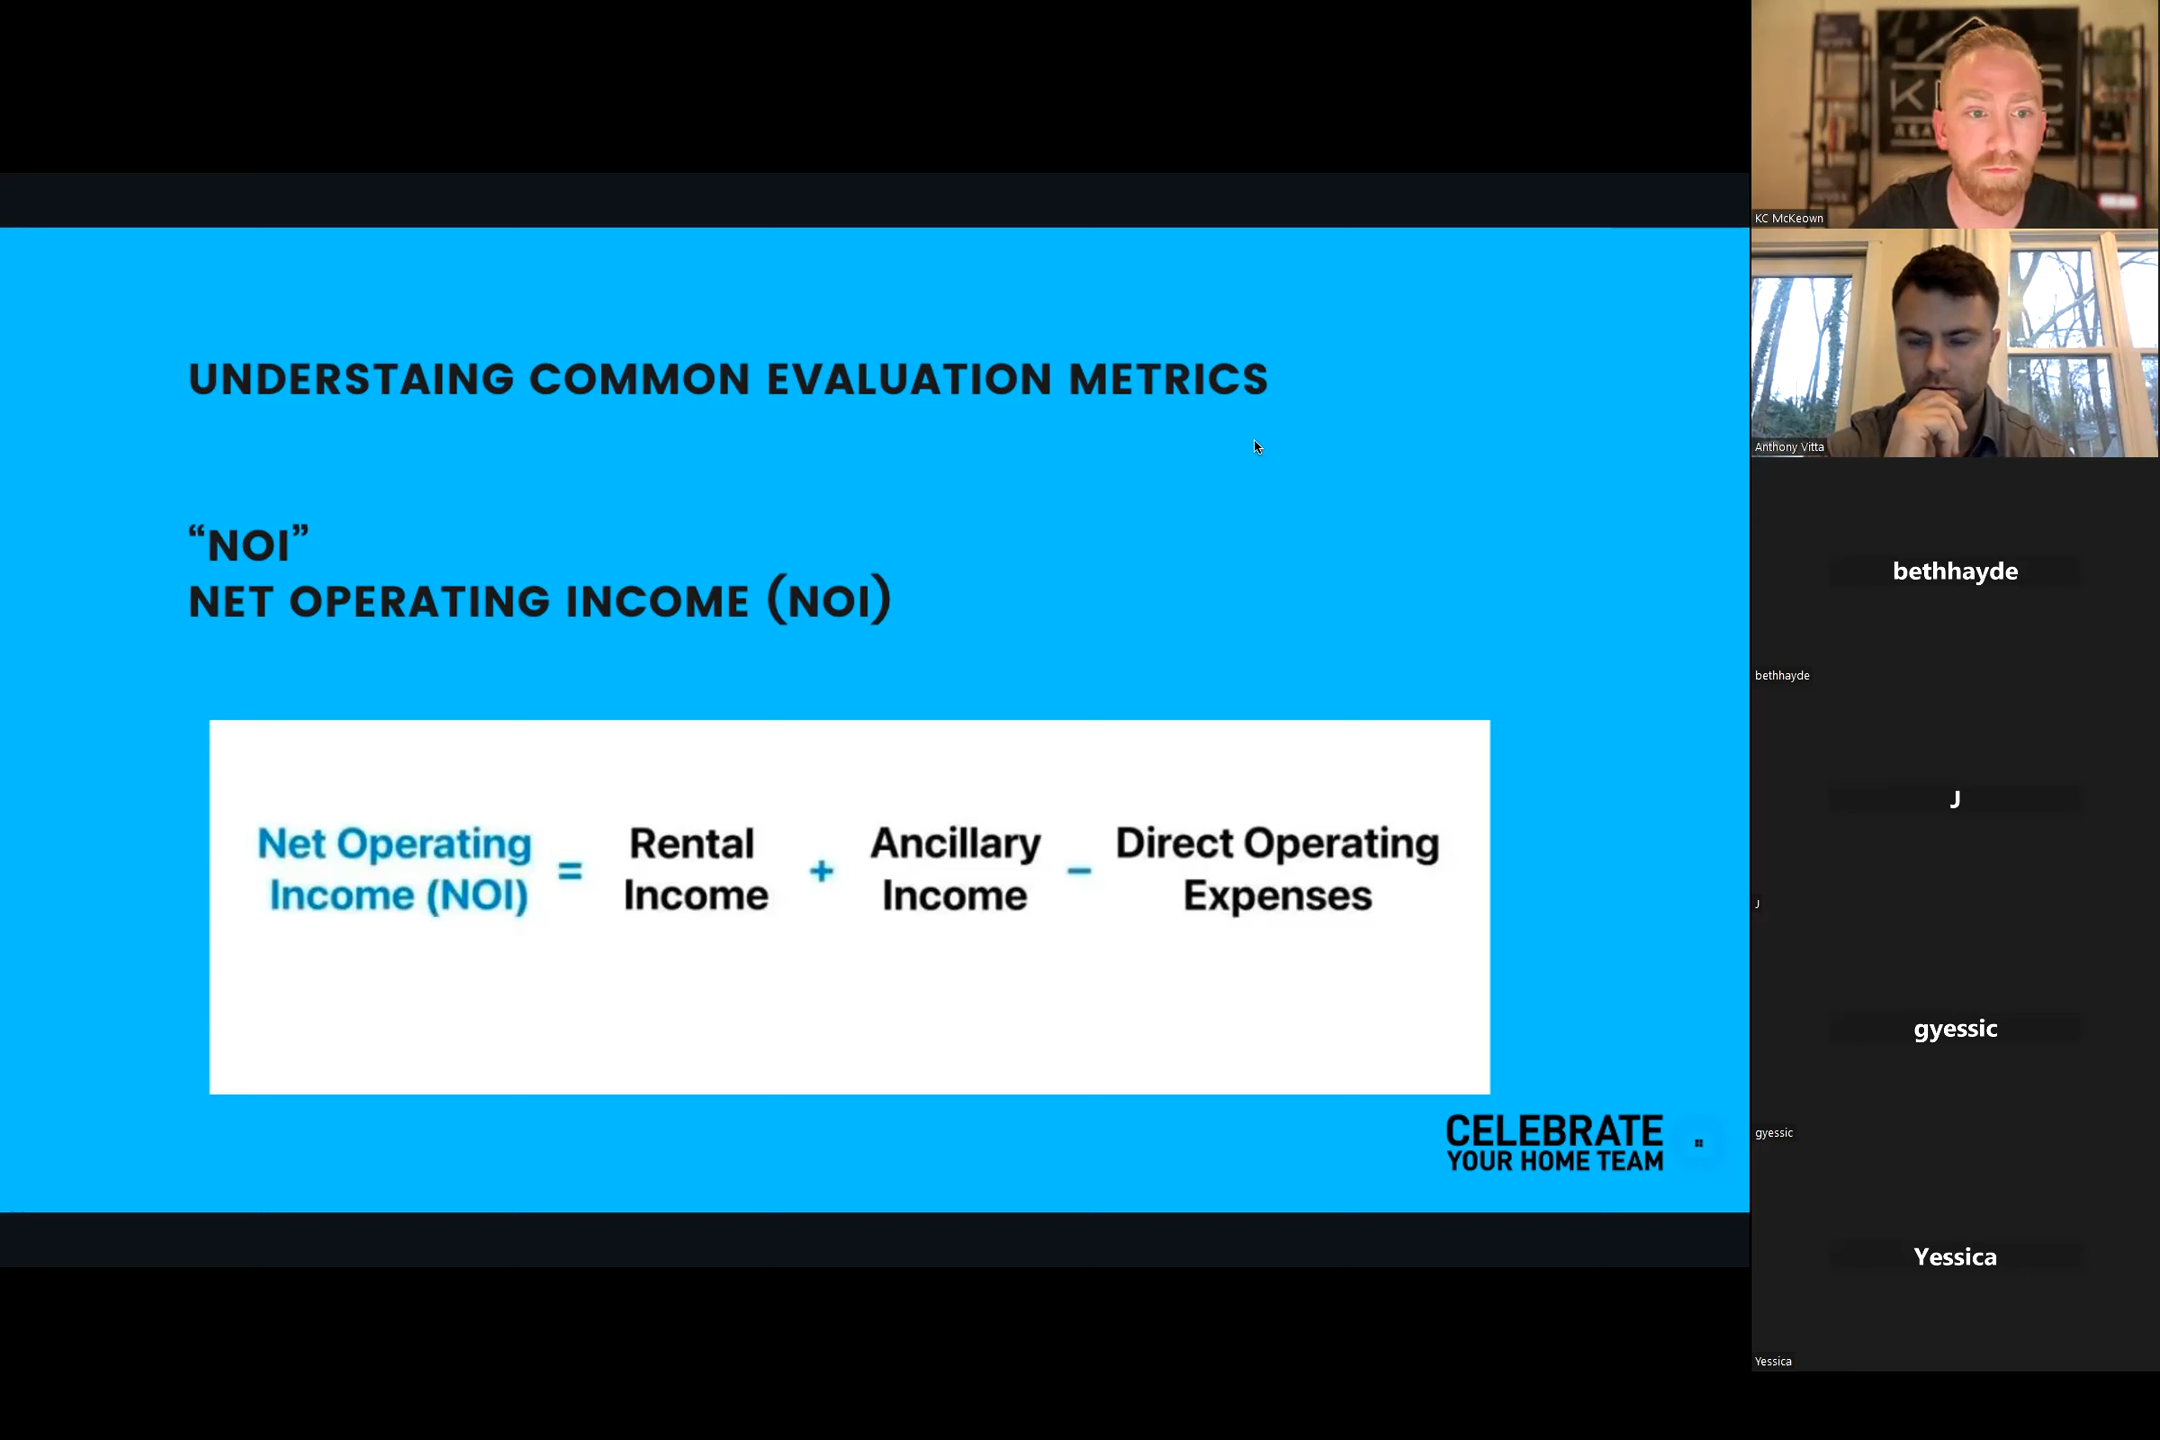 UNDERSTAING COMMON EVALUATION METRICS
“NOI”
NET OPERATING INCOME (NOI)
Net Operating Income (NOI) = Rental Income + Ancillary Income – Direct Operating Expenses
CELEBRATE
YOUR HOME TEAM
KC McKeown
Anthony Vitta
bethhayde
bethhayde
J
J
gyessic
gyessic
Yessica
Yessica